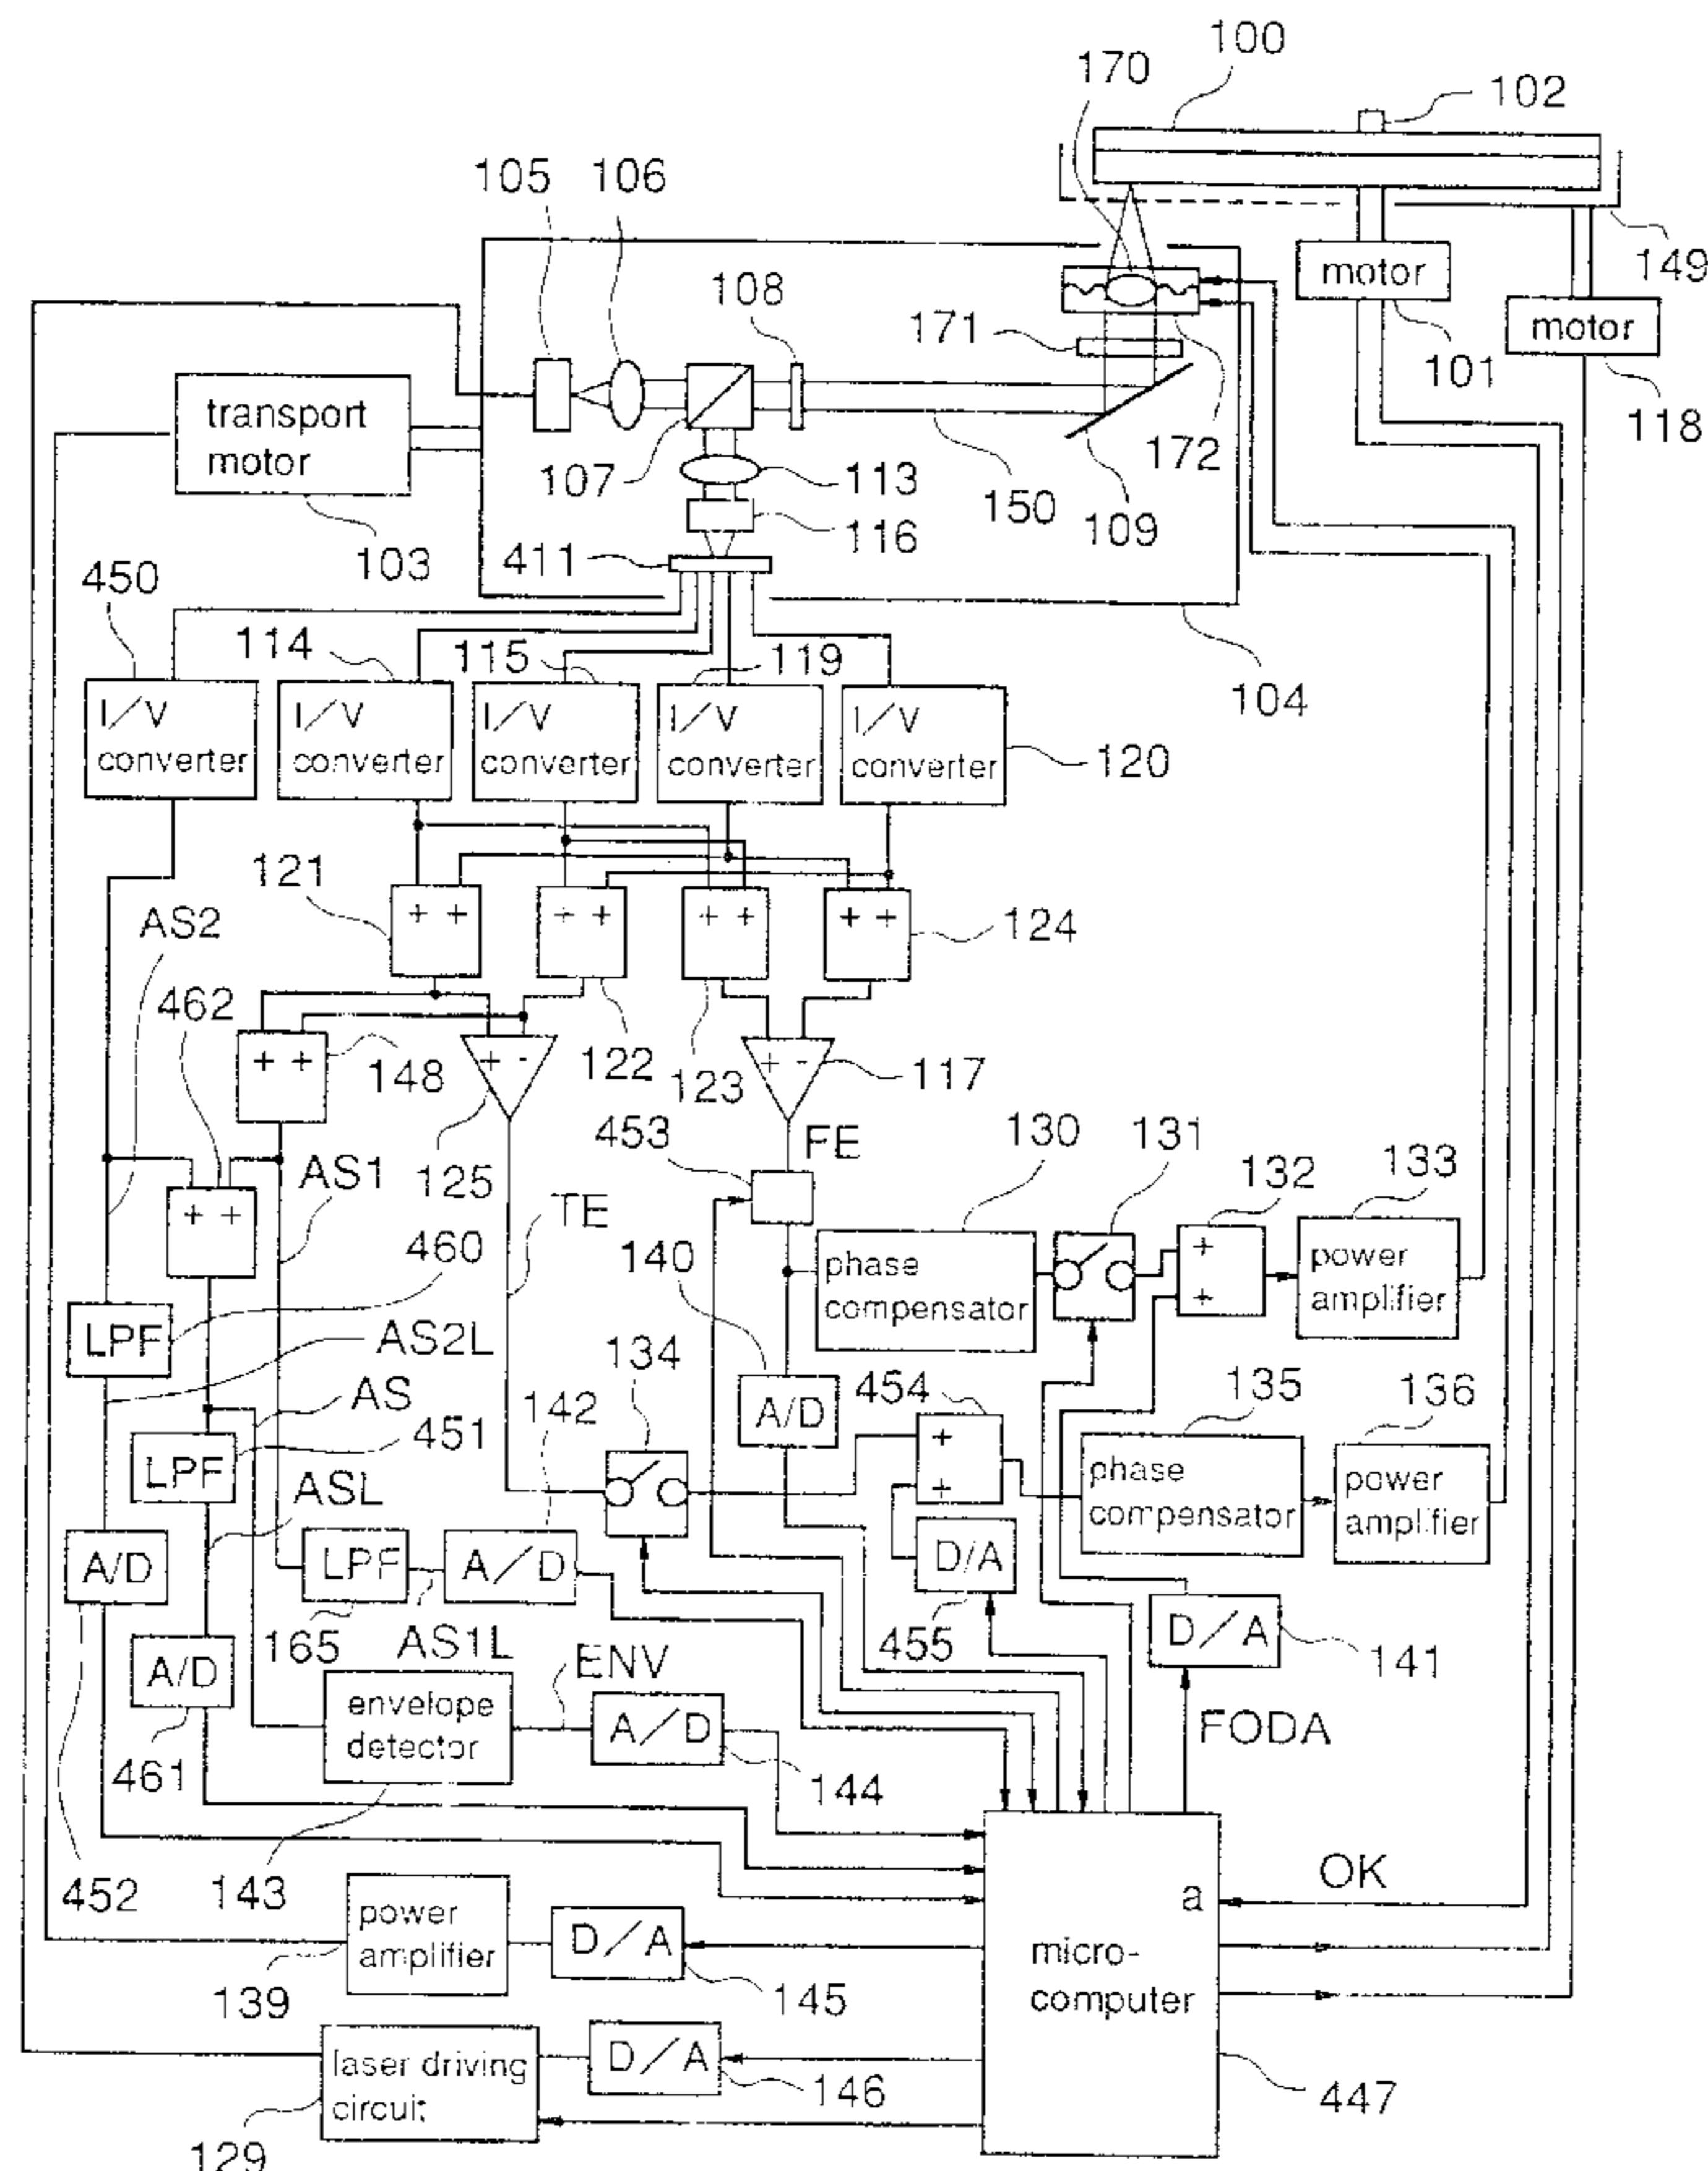 100
170
102
105 106
149
motor
108
motor
171
101
transport
motor
118
172
107
113
150
109
116
411
103
450
114
115
119
104
I/V
converter
I/V
converter
I/V
converter
I/V
converter
I/V
converter
120
121
+ +
+ +
+ +
+ +
124
AS2
462
+ +
148
+ -
122
123
+ -
117
453
FE
130
131
132
133
125
AS1
+ +
TE
460
140
phase
compensator
+
+
power
amplifier
LPF
AS2L
134
454
135
136
AS
142
A/D
451
LPF
+
+
phase
compensator
power
amplifier
ASL
A/D
LPF
A/D
D/A
165
AS1L
455
D/A
141
A/D
ENV
envelope
detector
A/D
FODA
461
144
452
143
OK
a
power
amplifier
D/A
micro-
computer
139
145
laser driving
circuit
D/A
146
447
129